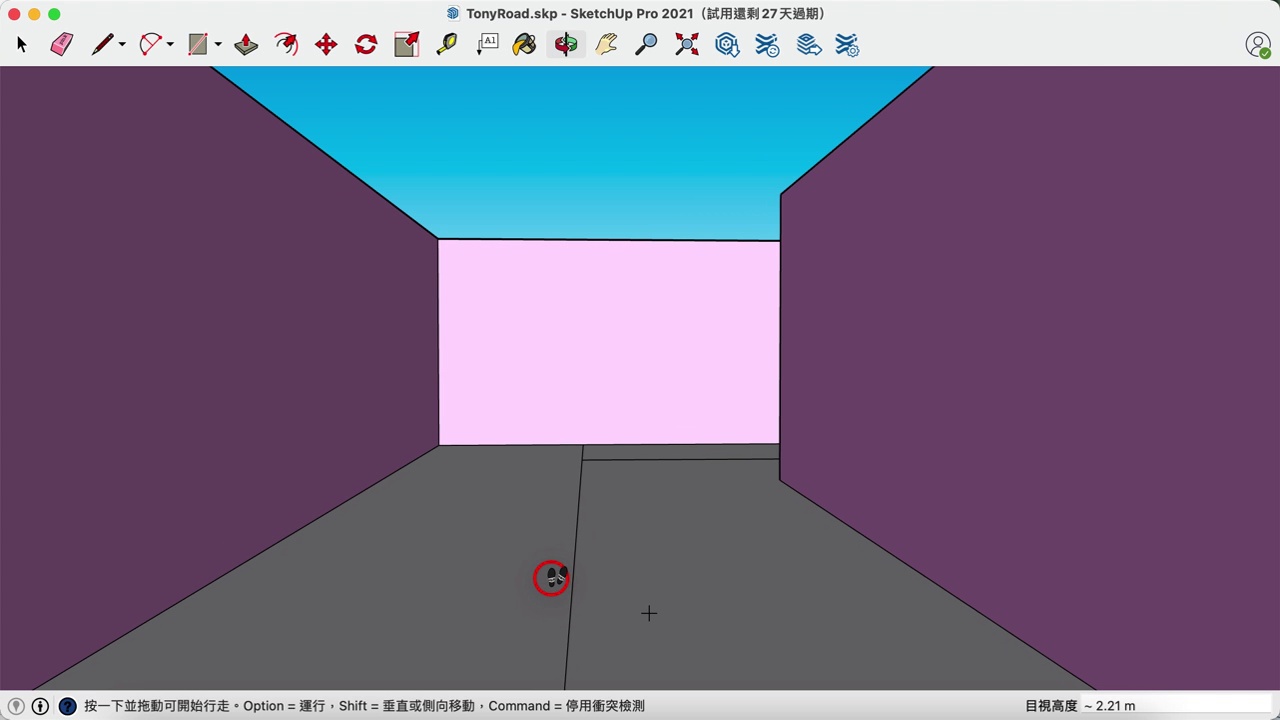 TonyRoad.skp - SketchUp Pro 2021（試用還剩 27 天過期）
A1
按一下並拖動可開始行走。Option = 運行，Shift = 垂直或側向移動，Command = 停用衝突檢測
目視高度 ~ 2.21 m